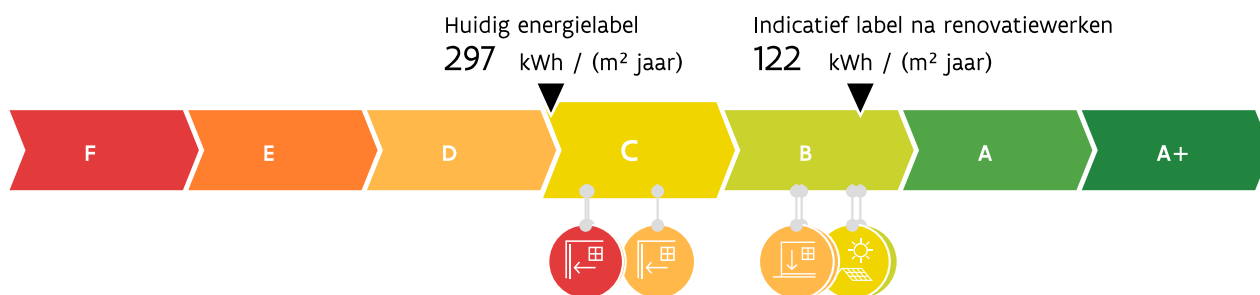 Huidig energielabel
297 kWh / (m² jaar)
Indicatief label na renovatiewerken
122 kWh / (m² jaar)
F E D C B A A+